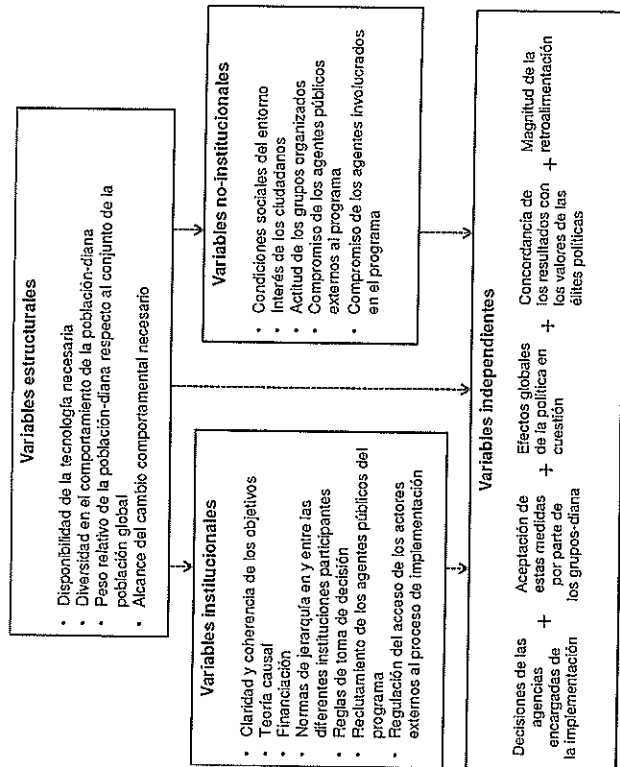 Variables estructurales
• Disponibilidad de la tecnología necesaria
• Diversidad en el comportamiento de la población-diana
• Peso relativo de la población-diana respecto al conjunto de la
población global
• Alcance del cambio comportamental necesario
Variables institucionales
• Claridad y coherencia de los objetivos
• Teoría causal
• Financiación
• Normas de jerarquía en y entre las
diferentes instituciones participantes
• Reglas de toma de decisión
• Reclutamiento de los agentes públicos del
programa
• Regulación del acceso de los actores
externos al proceso de implementación
Variables no-institucionales
• Condiciones sociales del entorno
• Interés de los ciudadanos
• Actitud de los grupos organizados
• Compromiso de los agentes públicos
externos al programa
• Compromiso de los agentes involucrados
en el programa
Variables independientes
Decisiones de las
agencias
encargadas de
la implementación
+
Aceptación de
estas medidas
por parte de
los grupos-diana
+
Efectos globales
de la política en
cuestión
+
Concordancia de
los resultados con
los valores de las
élites políticas
+
Magnitud de la
retroalimentación